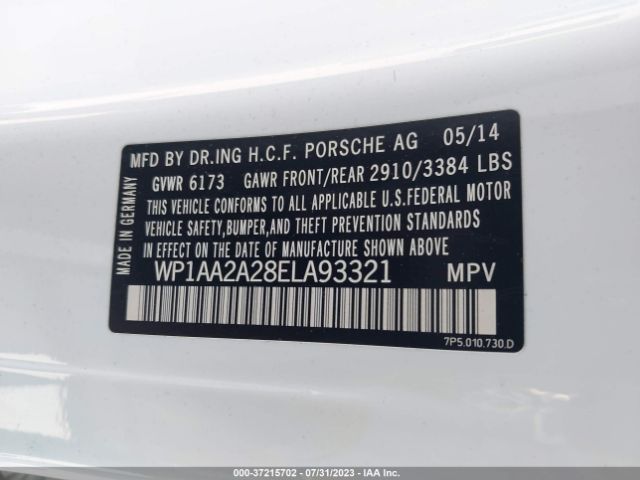 MFD BY DR.ING H.C.F. PORSCHE AG 05/14
GVWR 6173 GAWR FRONT/REAR 2910/3384 LBS
THIS VEHICLE CONFORMS TO ALL APPLICABLE U.S.FEDERAL MOTOR
VEHICLE SAFETY,BUMPER,AND THEFT PREVENTION STANDARDS
IN EFFECT ON THE DATE OF MANUFACTURE SHOWN ABOVE
WP1AA2A28ELA93321 MPV
MADE IN GERMANY
7P5.010.730.D
000-37215702 - 07/31/2023 - IAA Inc.